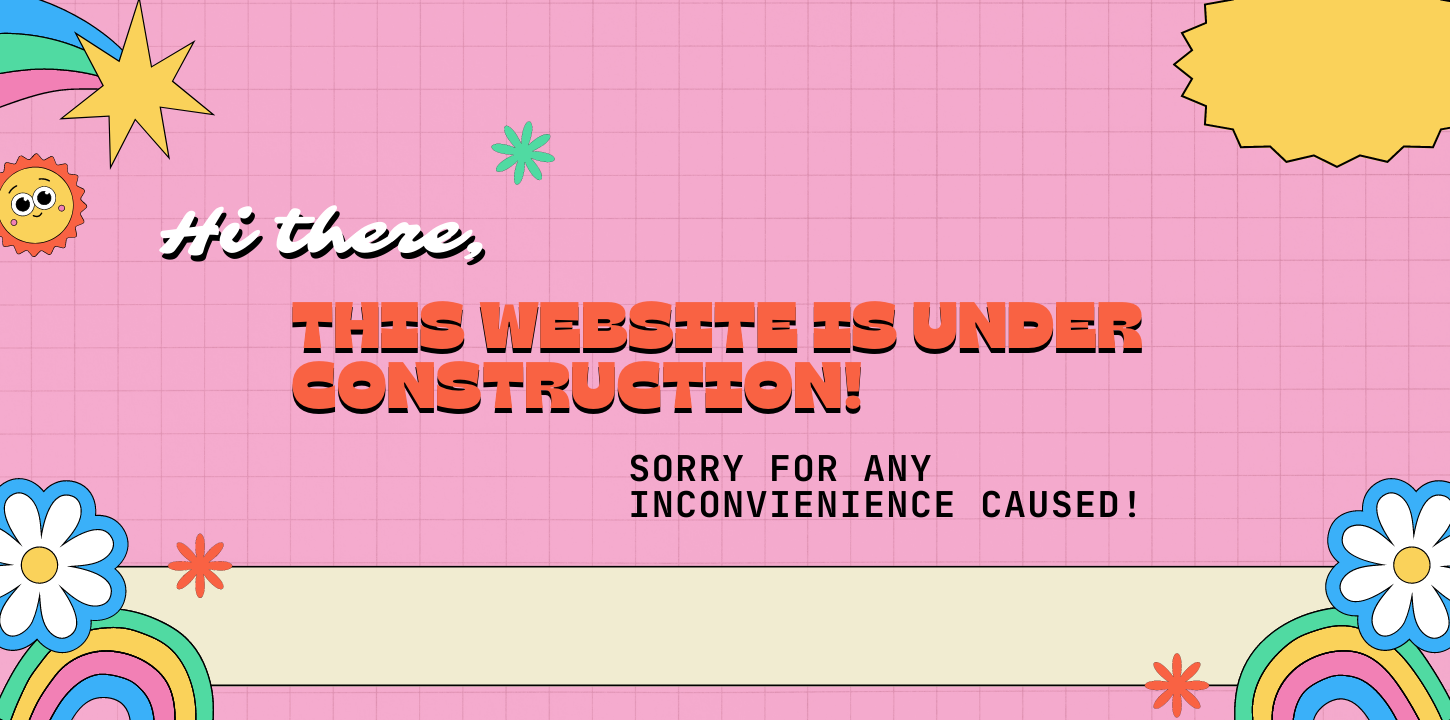 Hi there,
THIS WEBSITE IS UNDER
CONSTRUCTION!
SORRY FOR ANY
INCONVIENIENCE CAUSED!